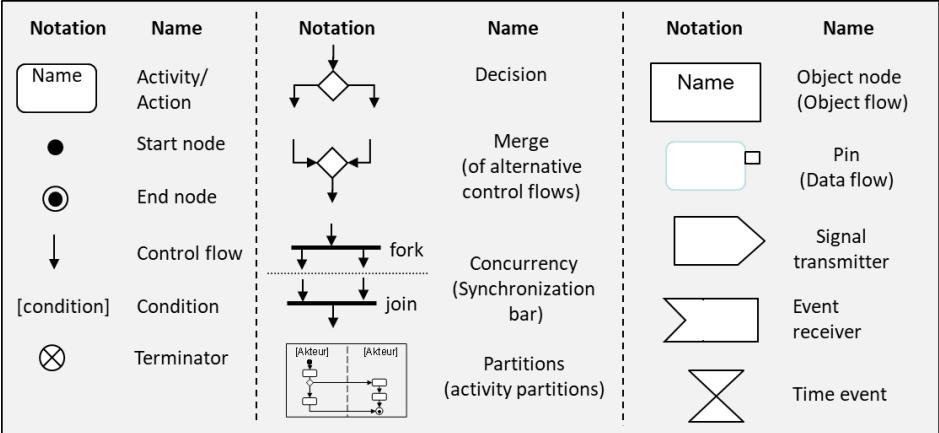 Notation Name
Name
Activity/
Action
Start node
End node
Control flow
[condition] Condition
Terminator
Notation Name
Decision
Merge
(of alternative
control flows)
fork
join
Concurrency
(Synchronization
bar)
[Akteur] [Akteur]
Partitions
(activity partitions)
Notation Name
Name
Object node
(Object flow)
Pin
(Data flow)
Signal
transmitter
Event
receiver
Time event